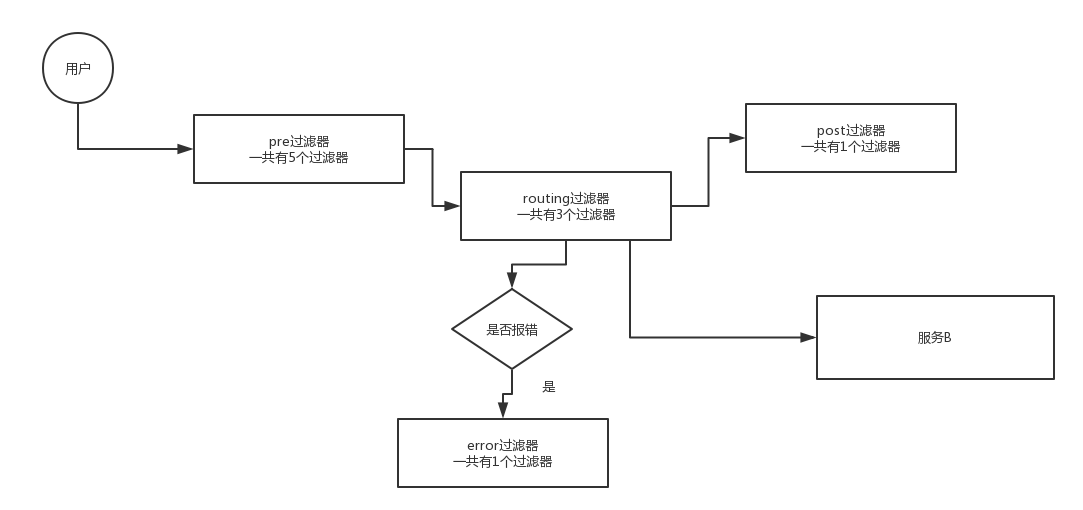 用户
pre过滤器
一共有5个过滤器
post过滤器
一共有1个过滤器
routing过滤器
一共有3个过滤器
是否报错
服务B
是
error过滤器
一共有1个过滤器